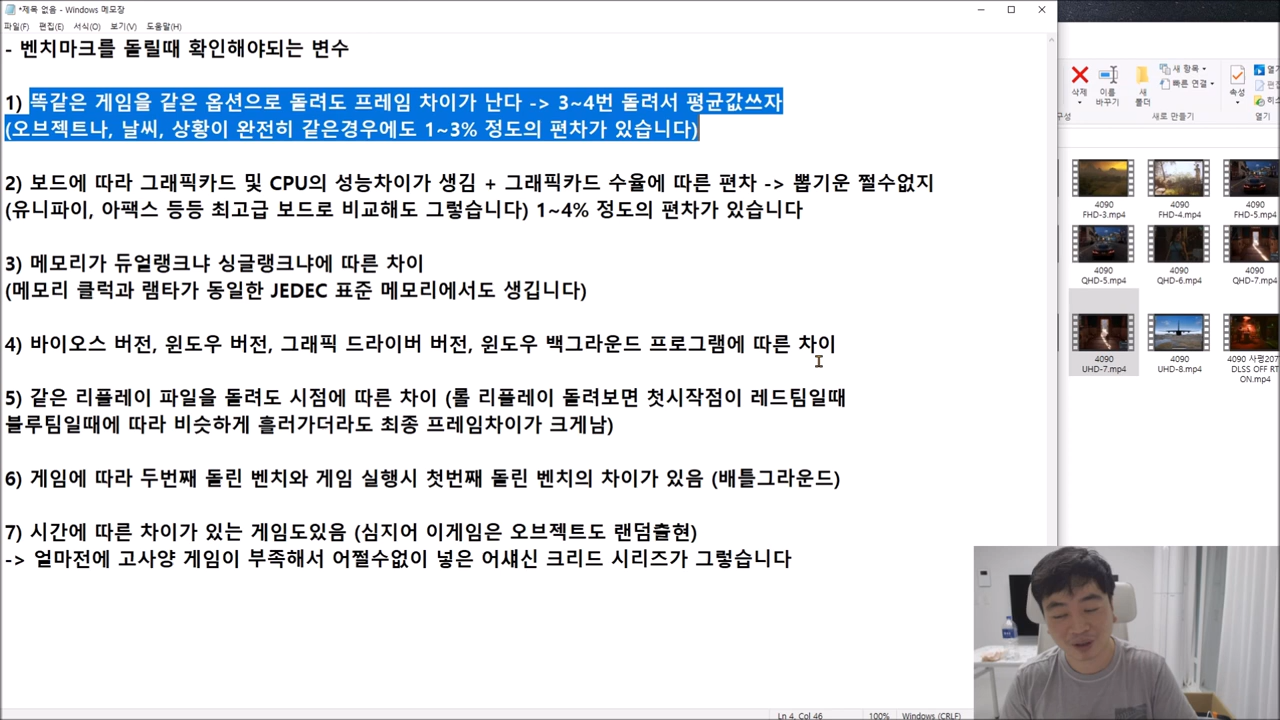 *제목 없음 - Windows 메모장
파일(F) 편집(E) 서식(O) 보기(V) 도움말(H)
- 벤치마크를 돌릴때 확인해야되는 변수
1) 똑같은 게임을 같은 옵션으로 돌려도 프레임 차이가 난다 -> 3~4번 돌려서 평균값쓰자
(오브젝트나, 날씨, 상황이 완전히 같은경우에도 1~3% 정도의 편차가 있습니다)
2) 보드에 따라 그래픽카드 및 CPU의 성능차이가 생김 + 그래픽카드 수율에 따른 편차 -> 뽑기운 쩔수없지
(유니파이, 아팩스 등등 최고급 보드로 비교해도 그렇습니다) 1~4% 정도의 편차가 있습니다
3) 메모리가 듀얼랭크냐 싱글랭크냐에 따른 차이
(메모리 클럭과 램타가 동일한 JEDEC 표준 메모리에서도 생깁니다)
4) 바이오스 버전, 윈도우 버전, 그래픽 드라이버 버전, 윈도우 백그라운드 프로그램에 따른 차이
5) 같은 리플레이 파일을 돌려도 시점에 따른 차이 (롤 리플레이 돌려보면 첫시작점이 레드팀일때
블루팀일때에 따라 비슷하게 흘러가더라도 최종 프레임차이가 크게남)
6) 게임에 따라 두번째 돌린 벤치와 게임 실행시 첫번째 돌린 벤치의 차이가 있음 (배틀그라운드)
7) 시간에 따른 차이가 있는 게임도있음 (심지어 이게임은 오브젝트도 랜덤출현)
-> 얼마전에 고사양 게임이 부족해서 어쩔수없이 넣은 어쌔신 크리드 시리즈가 그렇습니다
Ln 4, Col 46 100% Windows (CRLF)
삭제 이름 바꾸기 새 폴더 새 항목 빠른 연결 속성
구성 새로 만들기 열기
4090 FHD-3.mp4
4090 FHD-4.mp4
4090 FHD-5.mp4
4090 QHD-5.mp4
4090 QHD-6.mp4
4090 QHD-7.mp4
4090 UHD-7.mp4
4090 UHD-8.mp4
4090 사펑207
DLSS OFF RT
ON.mp4